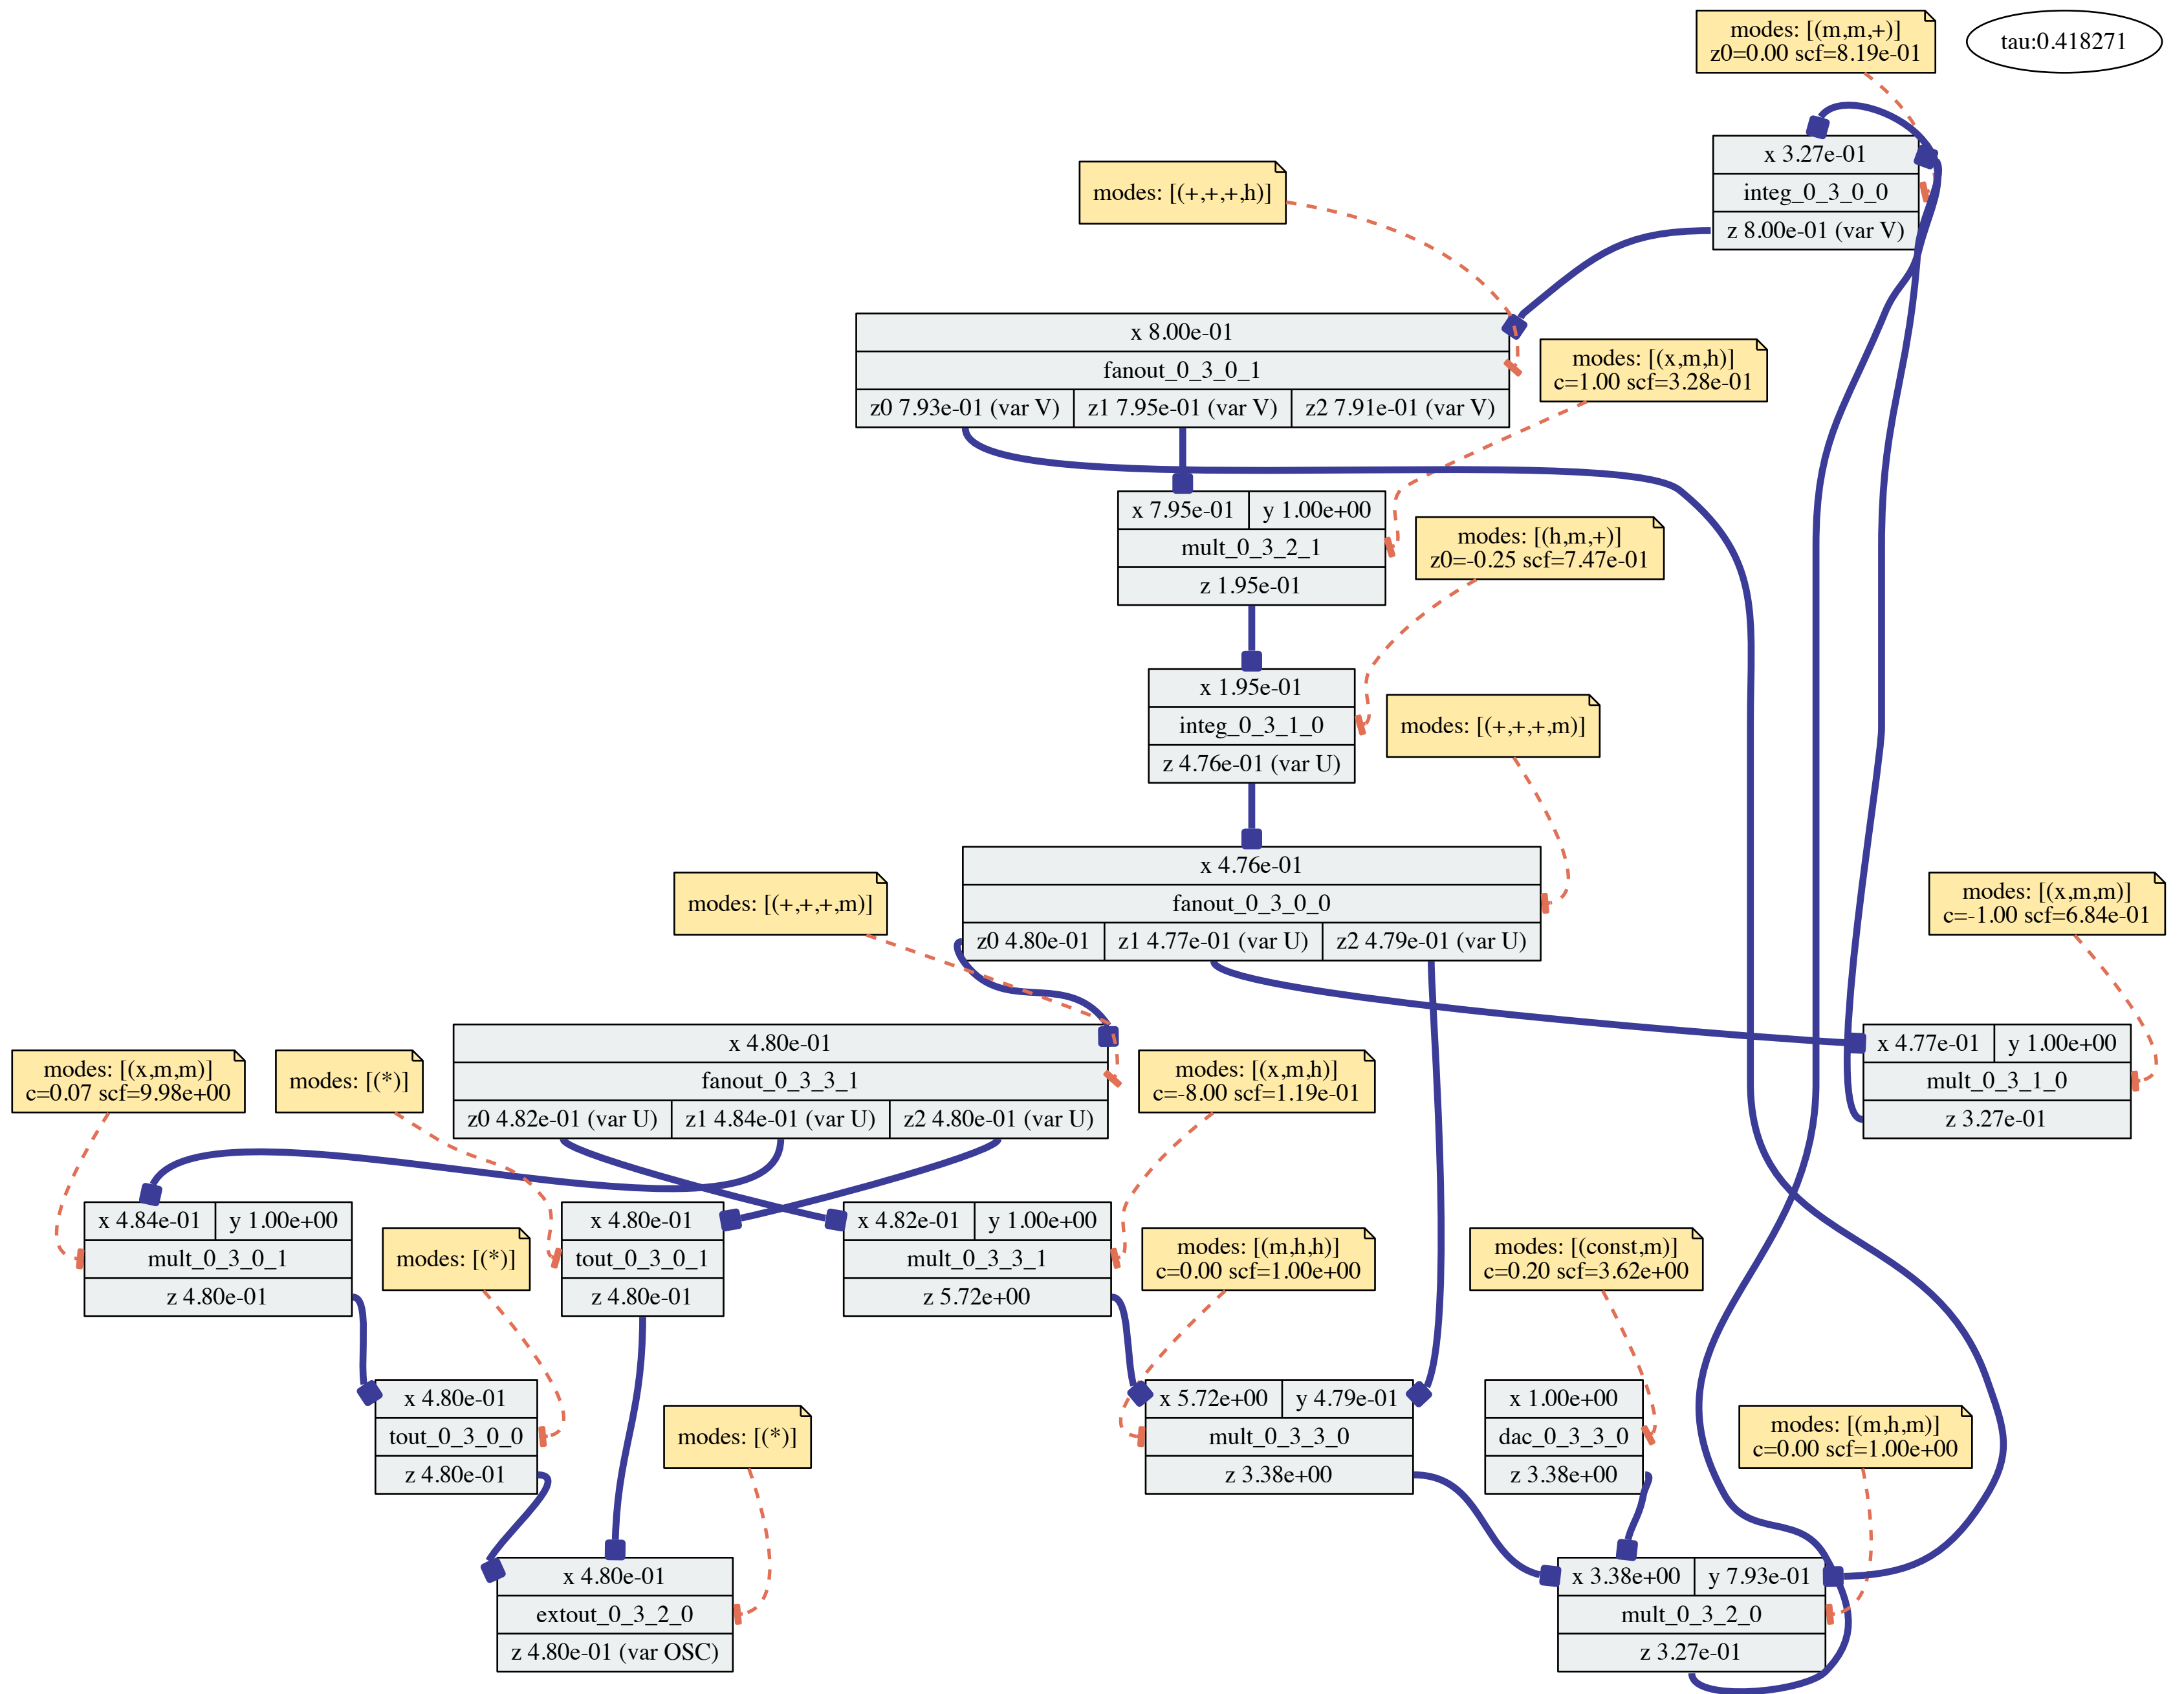 modes: [(m,m,+)]
z0=0.00 scf=8.19e-01
tau:0.418271
x 3.27e-01
integ_0_3_0_0
z 8.00e-01 (var V)
modes: [(+,+,+,h)]
x 8.00e-01
fanout_0_3_0_1
z0 7.93e-01 (var V)
z1 7.95e-01 (var V)
z2 7.91e-01 (var V)
modes: [(x,m,h)]
c=1.00 scf=3.28e-01
x 7.95e-01
y 1.00e+00
mult_0_3_2_1
z 1.95e-01
modes: [(h,m,+)]
z0=-0.25 scf=7.47e-01
x 1.95e-01
integ_0_3_1_0
z 4.76e-01 (var U)
modes: [(+,+,+,m)]
x 4.76e-01
fanout_0_3_0_0
z0 4.80e-01
z1 4.77e-01 (var U)
z2 4.79e-01 (var U)
modes: [(+,+,+,m)]
modes: [(x,m,m)]
c=-1.00 scf=6.84e-01
x 4.80e-01
fanout_0_3_3_1
z0 4.82e-01 (var U)
z1 4.84e-01 (var U)
z2 4.80e-01 (var U)
x 4.77e-01
y 1.00e+00
mult_0_3_1_0
z 3.27e-01
modes: [(x,m,m)]
c=0.07 scf=9.98e+00
modes: [(*)]
modes: [(x,m,h)]
c=-8.00 scf=1.19e-01
x 4.84e-01
y 1.00e+00
mult_0_3_0_1
z 4.80e-01
modes: [(*)]
x 4.80e-01
tout_0_3_0_1
z 4.80e-01
x 4.82e-01
y 1.00e+00
mult_0_3_3_1
z 5.72e+00
modes: [(m,h,h)]
c=0.00 scf=1.00e+00
modes: [(const,m)]
c=0.20 scf=3.62e+00
x 4.80e-01
tout_0_3_0_0
z 4.80e-01
modes: [(*)]
x 5.72e+00
y 4.79e-01
mult_0_3_3_0
z 3.38e+00
x 1.00e+00
dac_0_3_3_0
z 3.38e+00
modes: [(m,h,m)]
c=0.00 scf=1.00e+00
x 4.80e-01
extout_0_3_2_0
z 4.80e-01 (var OSC)
x 3.38e+00
y 7.93e-01
mult_0_3_2_0
z 3.27e-01